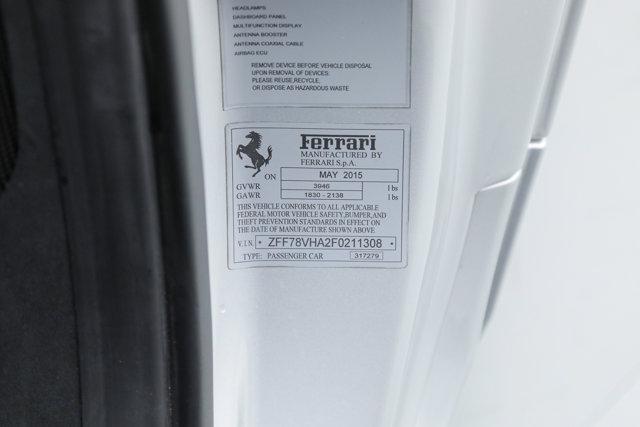 HEADLAMPS
DASHBOARD PANEL
MULTIFUNCTION DISPLAY
ANTENNA BOOSTER
ANTENNA COAXIAL CABLE
AIRBAG ECU
REMOVE DEVICE BEFORE VEHICLE DISPOSAL
UPON REMOVAL OF DEVICES:
PLEASE REUSE,RECYCLE,
OR DISPOSE AS HAZARDOUS WASTE
Ferrari
MANUFACTURED BY
FERRARI S.p.A.
ON MAY 2015
GVWR 3946 lbs
GAWR 1830 - 2138 lbs
THIS VEHICLE CONFORMS TO ALL APPLICABLE
FEDERAL MOTOR VEHICLE SAFETY,BUMPER,AND
THEFT PREVENTION STANDARDS IN EFFECT ON
THE DATE OF MANUFACTURE SHOWN ABOVE
V.I.N. * ZFF78VHA2F0211308 *
TYPE: PASSENGER CAR 317279